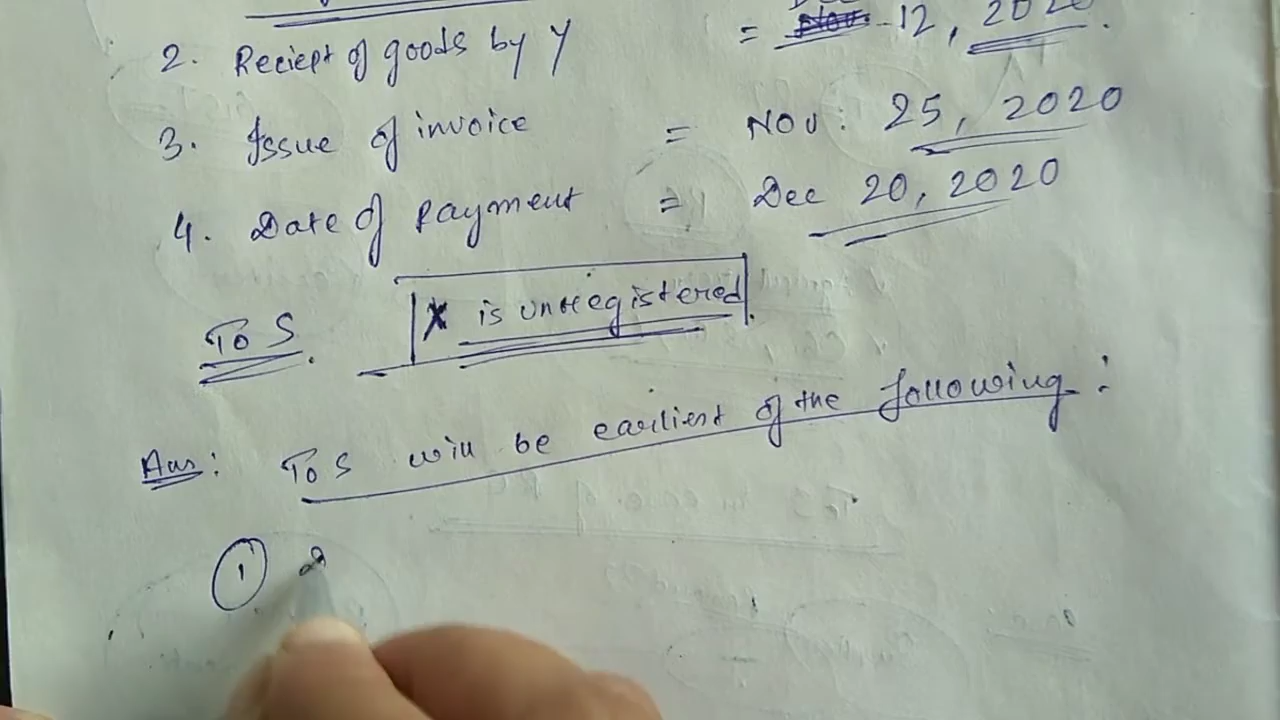 2. Reciept of goods by Y = Dec - 12, 2020.
3. Issue of invoice = Nov: 25, 2020
4. Date of payment = Dec 20, 2020
ToS. X is unregistered.
Ans: ToS will be earliest of the following:
1